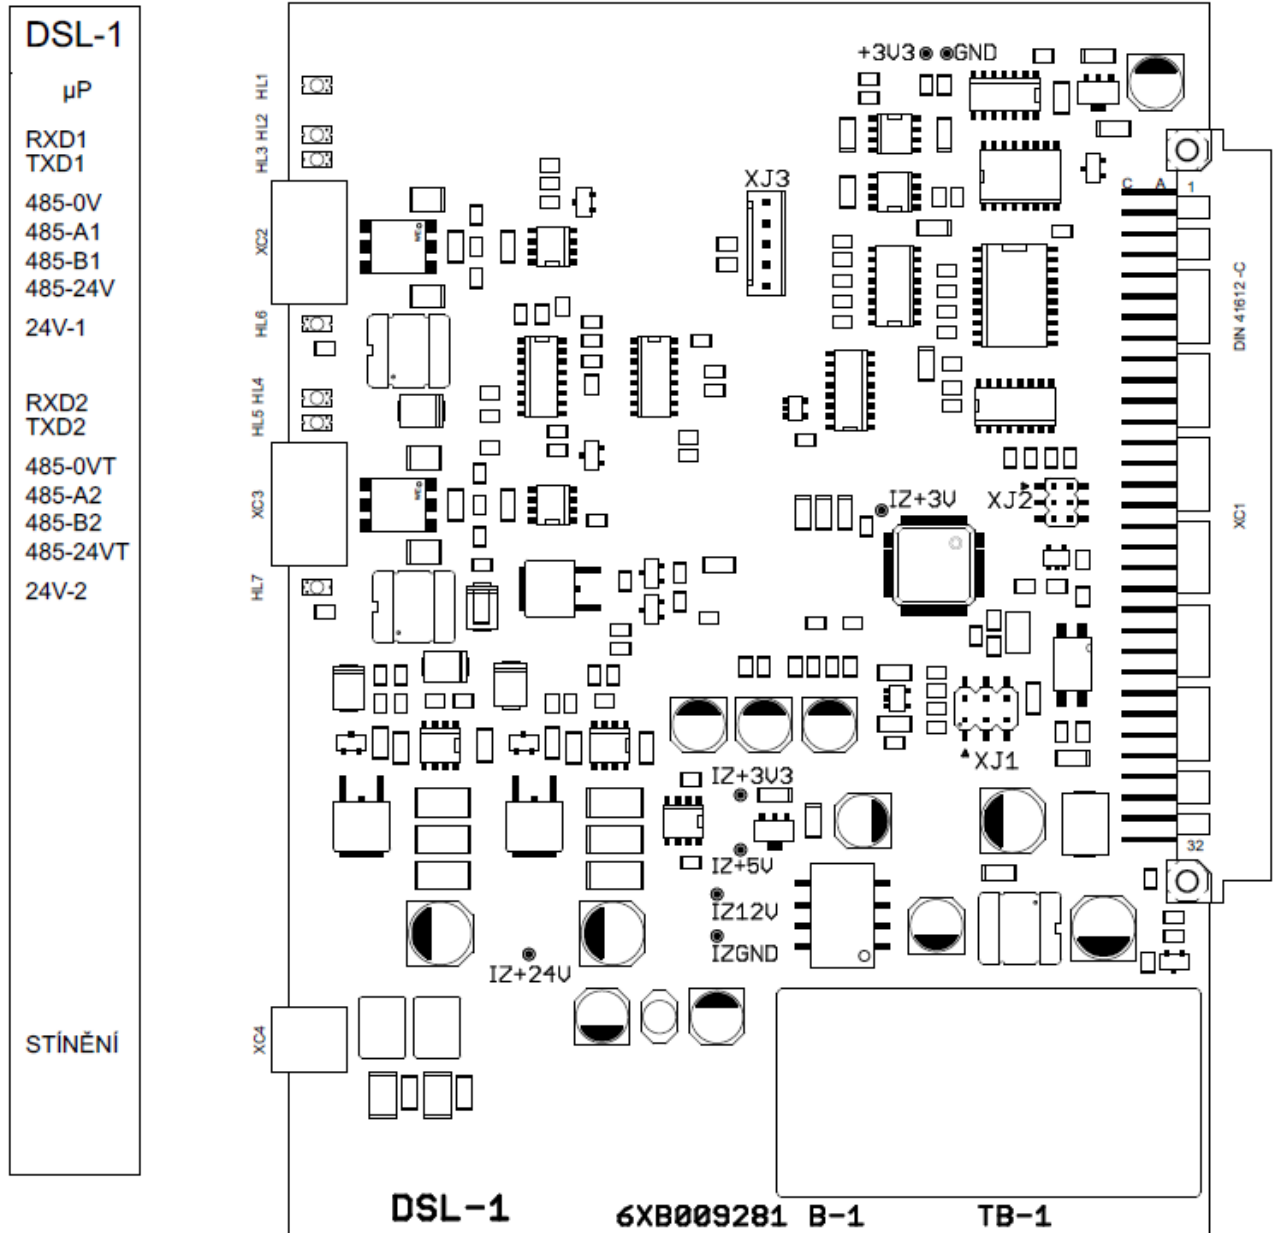 DSL-1
µP
RXD1
TXD1
485-0V
485-A1
485-B1
485-24V
24V-1
RXD2
TXD2
485-0VT
485-A2
485-B2
485-24VT
24V-2
STÍNĚNÍ
HL1
HL2
HL3
XC2
HL6
HL4
HL5
XC3
HL7
XC4
+3V3
GND
XJ3
C A 1
DIN 41612 -C
IZ+3V
XJ2
XC1
XJ1
IZ+3V3
32
IZ+5V
IZ12V
IZGND
IZ+24V
DSL-1
6XB009281 B-1
TB-1